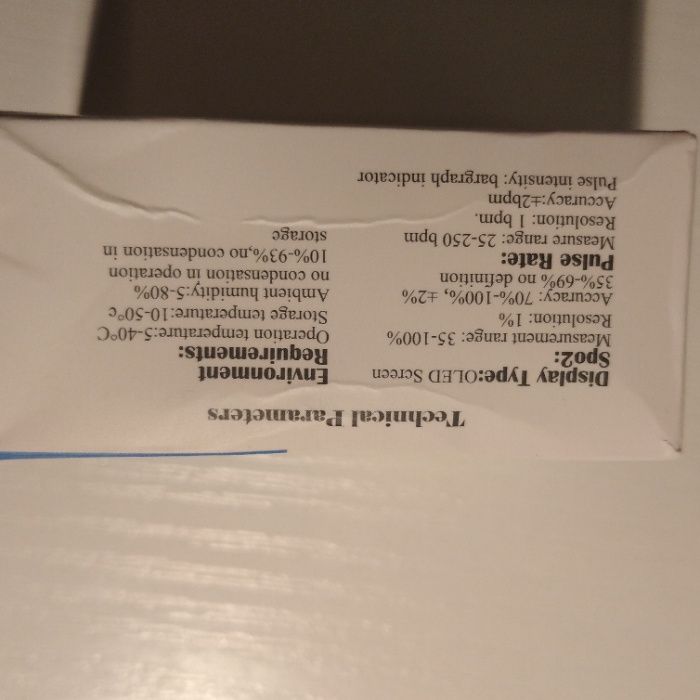 Technical Parameters
Display Type:OLED Screen
Spo2:
Measurement range: 35-100%
Resolution: 1%
Accuracy: 70%-100%, ±2%
35%-69% no definition
Pulse Rate:
Measure range: 25-250 bpm
Resolution: 1 bpm.
Accuracy:±2bpm
Pulse intensity: bargraph indicator
Environment
Requirements:
Operation temperature:5-40°C
Storage temperature:10-50°c
Ambient humidity:5-80%
no condensation in operation
10%-93%,no condensation in
storage